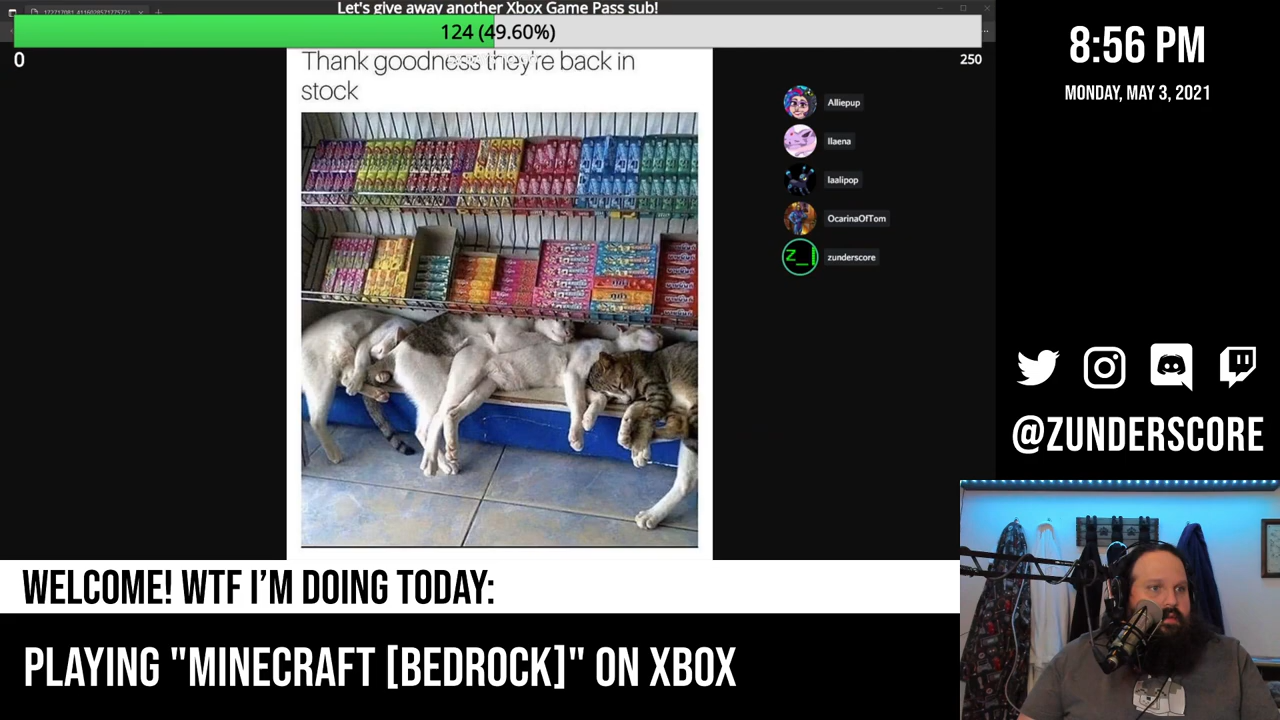 Let's give away another Xbox Game Pass sub!
124 (49.60%)
0
250
Thank goodness they're back in
stock
Alliepup
llaena
laalipop
OcarinaOfTom
zunderscore
8:56 PM
MONDAY, MAY 3, 2021
@ZUNDERSCORE
WELCOME! WTF I'M DOING TODAY:
PLAYING "MINECRAFT [BEDROCK]" ON XBOX